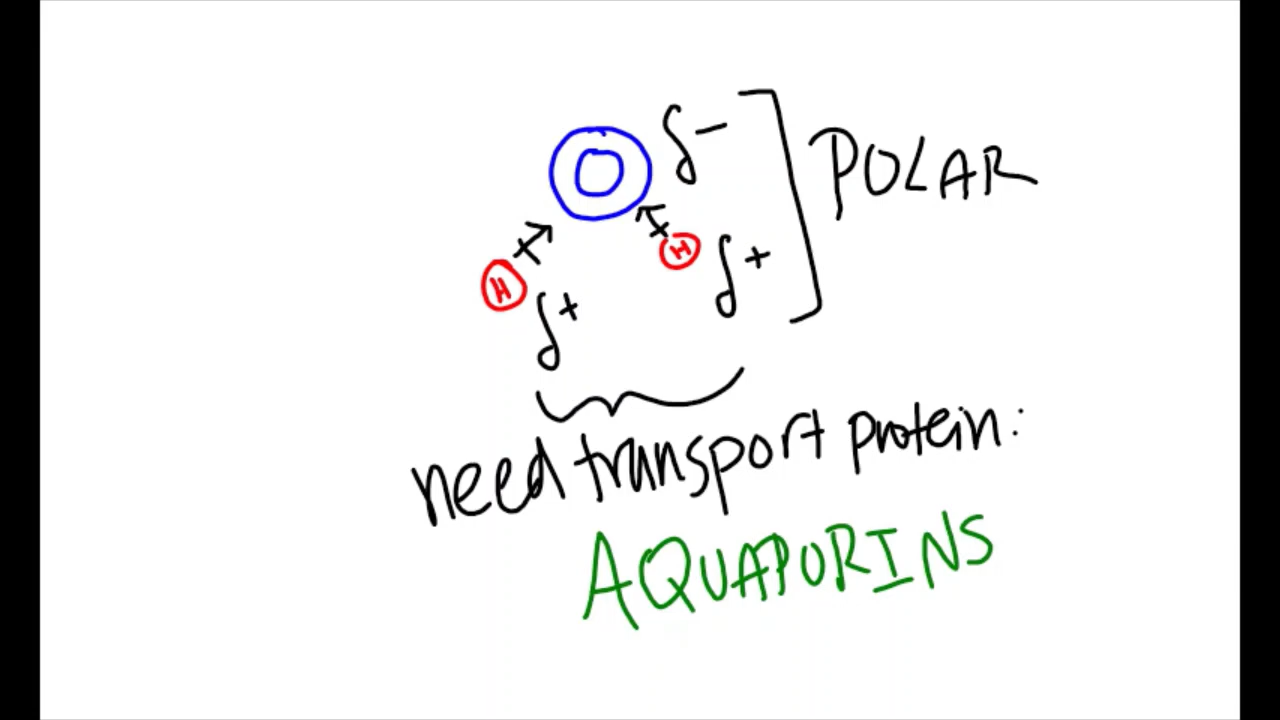 O δ-
H δ+
H δ+
POLAR
need transport protein:
AQUAPORINS